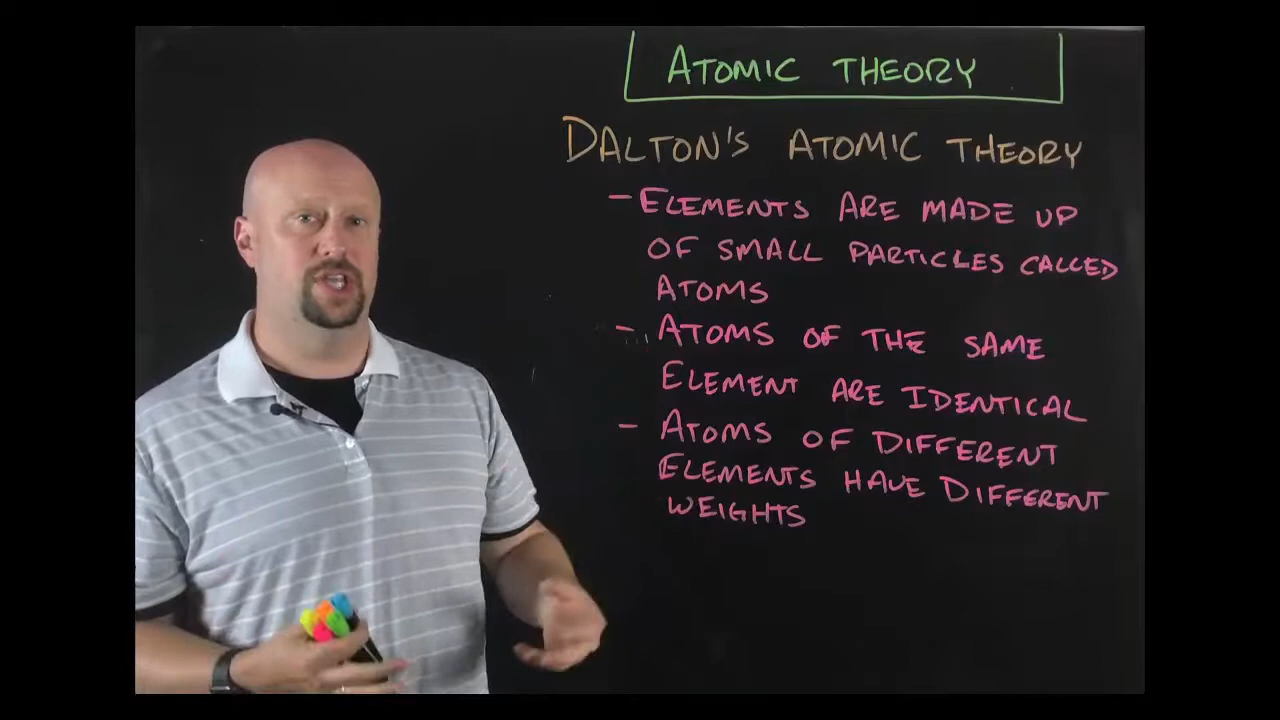 ATOMIC THEORY
DALTON'S ATOMIC THEORY
- ELEMENTS ARE MADE UP
OF SMALL PARTICLES CALLED
ATOMS
- ATOMS OF THE SAME
ELEMENT ARE IDENTICAL
- ATOMS OF DIFFERENT
ELEMENTS HAVE DIFFERENT
WEIGHTS